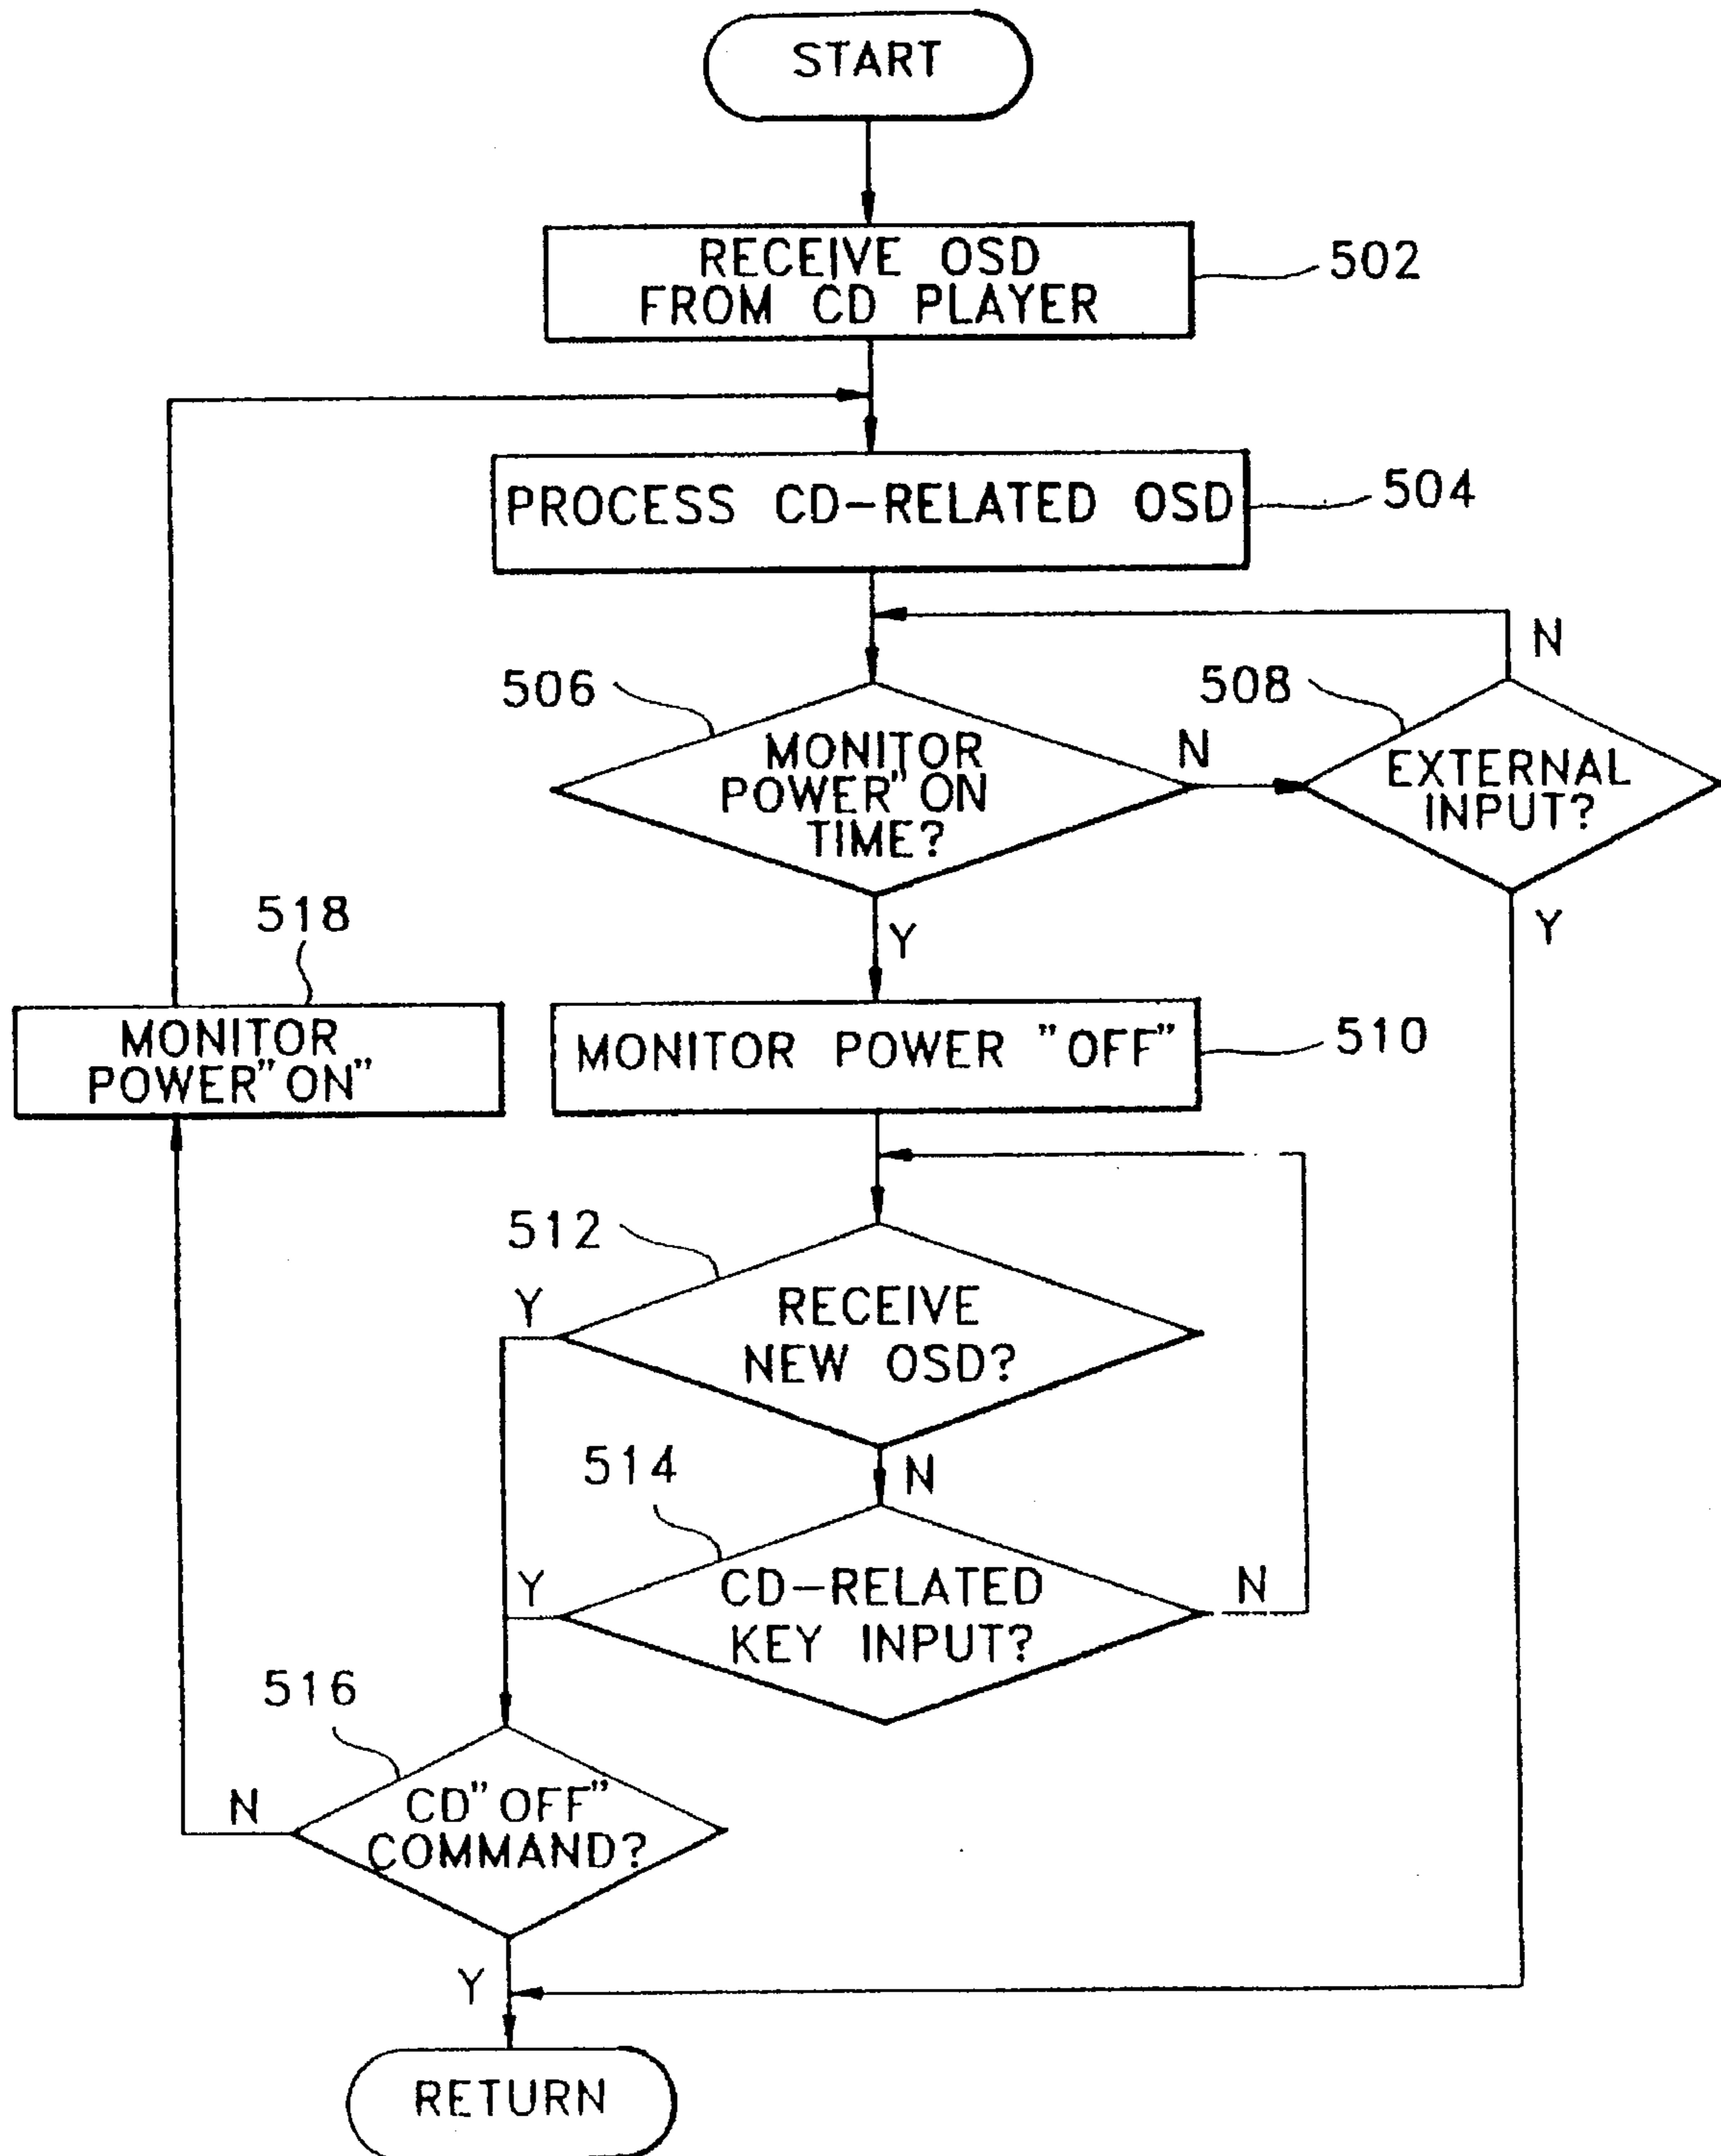 START
RECEIVE OSD
FROM CD PLAYER
502
PROCESS CD-RELATED OSD
504
N
506
508
MONITOR
POWER"ON
TIME?
N
EXTERNAL
INPUT?
Y
Y
518
MONITOR
POWER"ON"
MONITOR POWER "OFF"
510
512
Y
RECEIVE
NEW OSD?
N
514
Y
CD-RELATED
KEY INPUT?
N
516
N
CD"OFF"
COMMAND?
Y
RETURN